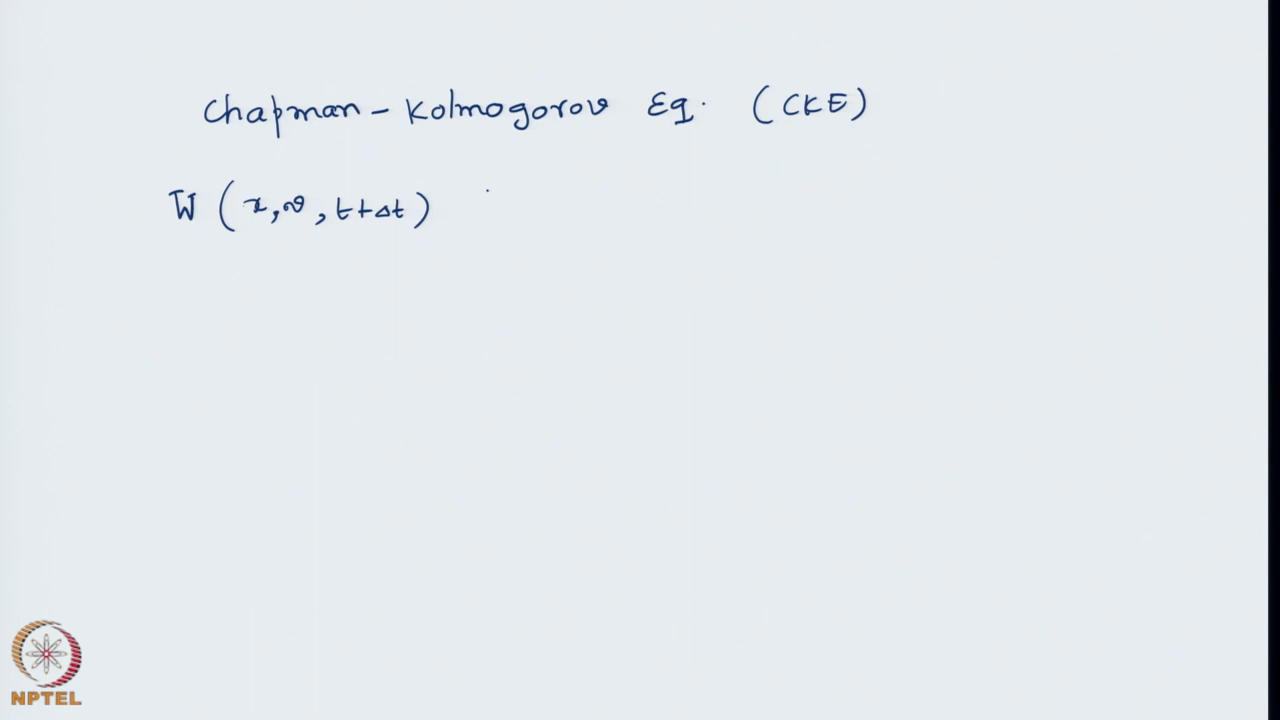 Chapman - Kolmogorov Eq. (CKE)
W (x, v, t+Δt)
NPTEL